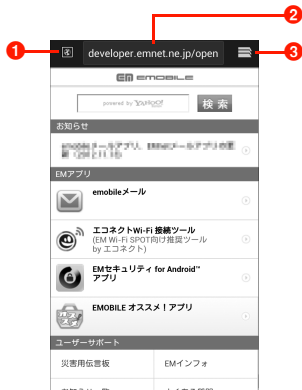 2
1
developer.emnet.ne.jp/open
3
EM EMOBILE
powered by YAHOO!
検 索
お知らせ
EMアプリ
emobileメール
エコネクトWi-Fi 接続ツール
(EM Wi-Fi SPOT向け推奨ツール
by エコネクト)
EMセキュリティ for Android™
アプリ
EMOBILE オススメ！アプリ
ユーザーサポート
災害用伝言板
EMインフォ